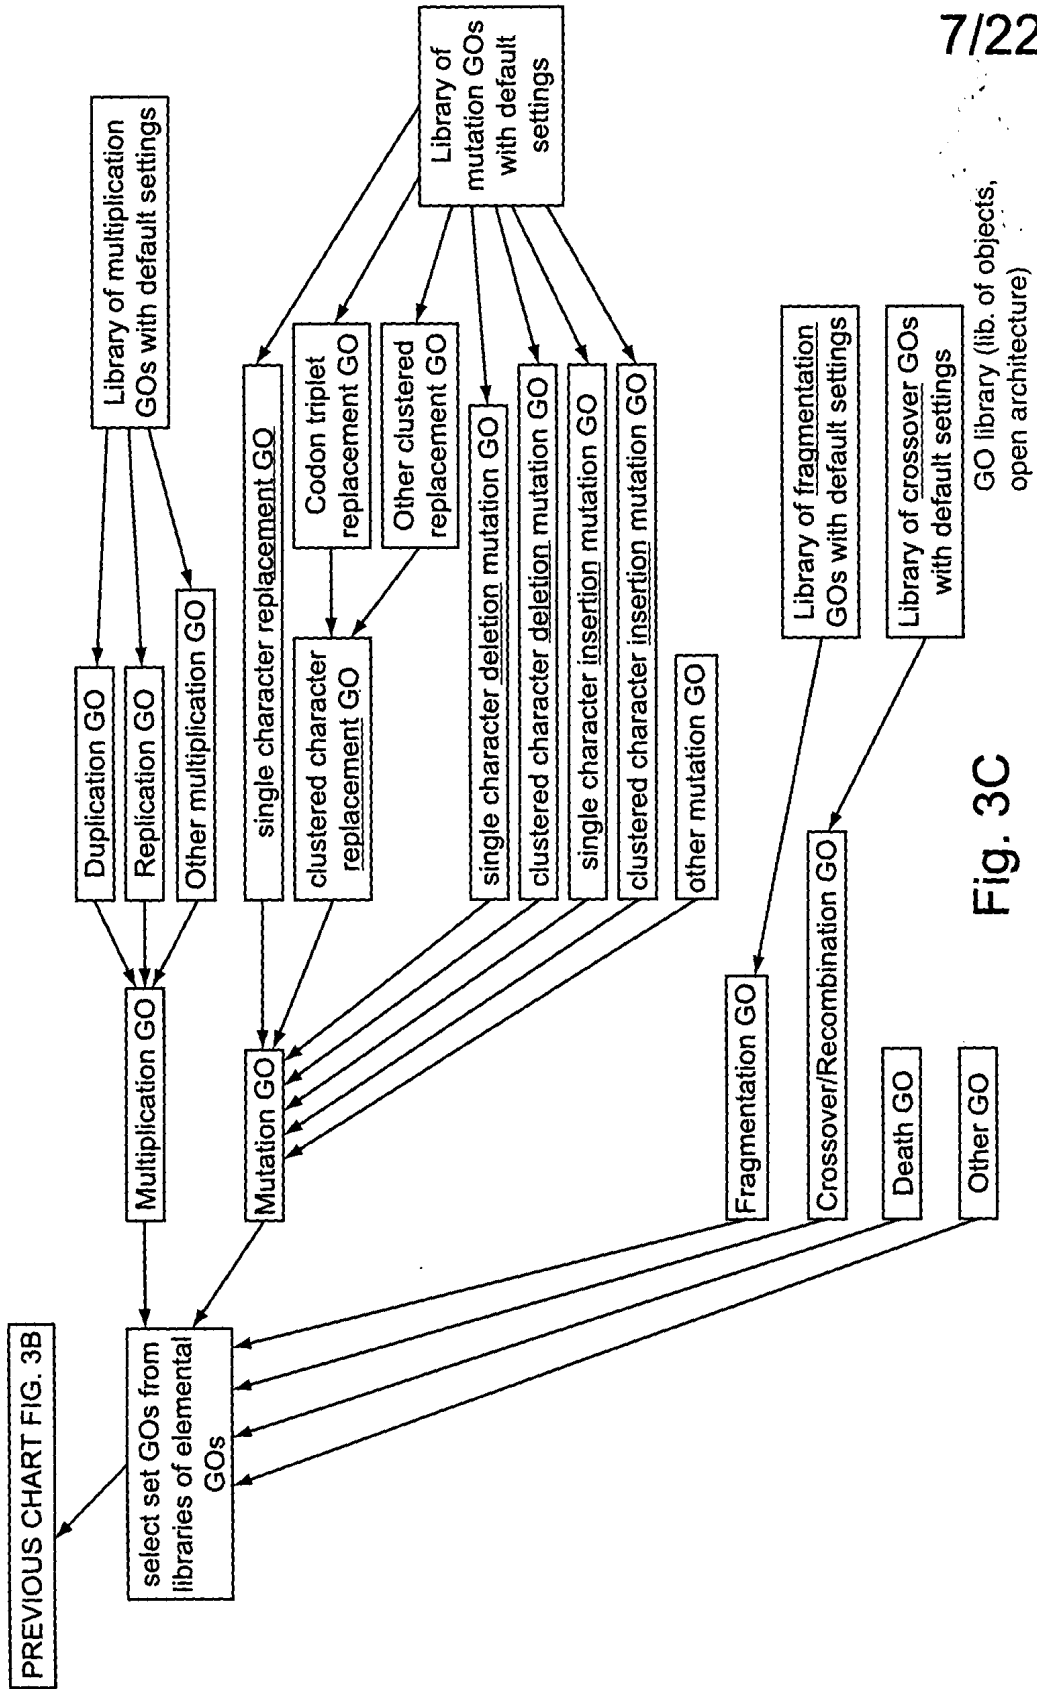 7/22
PREVIOUS CHART FIG. 3B
select set GOs from
libraries of elemental
GOs
Multiplication GO
Duplication GO
Replication GO
Other multiplication GO
Library of multiplication
GOs with default settings
Mutation GO
single character replacement GO
clustered character
replacement GO
Codon triplet
replacement GO
Other clustered
replacement GO
single character deletion mutation GO
clustered character deletion mutation GO
single character insertion mutation GO
clustered character insertion mutation GO
other mutation GO
Library of
mutation GOs
with default
settings
Fragmentation GO
Library of fragmentation
GOs with default settings
Crossover/Recombination GO
Library of crossover GOs
with default settings
Death GO
Other GO
GO library (lib. of objects,
open architecture)
Fig. 3C